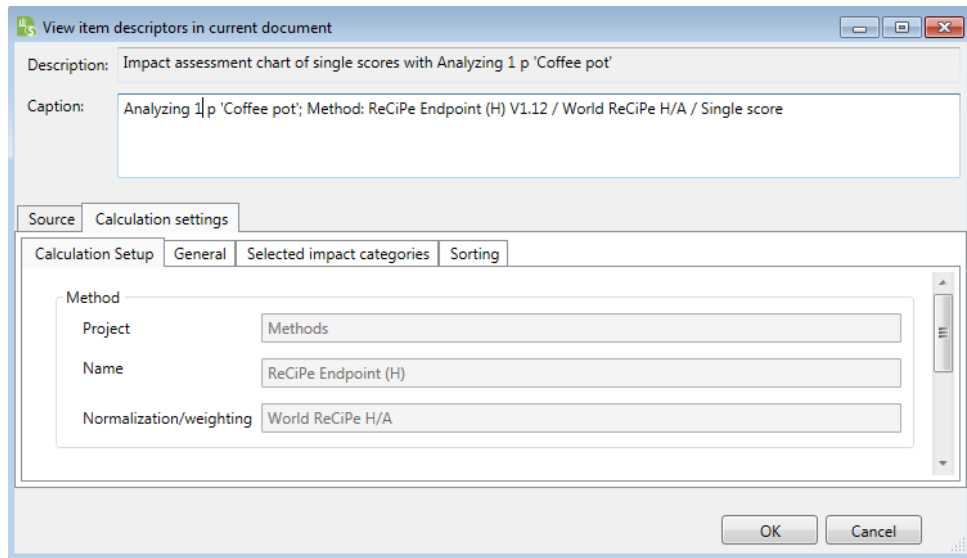 View item descriptors in current document
Description: Impact assessment chart of single scores with Analyzing 1 p 'Coffee pot'
Caption: Analyzing 1 p 'Coffee pot'; Method: ReCiPe Endpoint (H) V1.12 / World ReCiPe H/A / Single score
Source Calculation settings
Calculation Setup General Selected impact categories Sorting
Method
Project Methods
Name ReCiPe Endpoint (H)
Normalization/weighting World ReCiPe H/A
OK Cancel